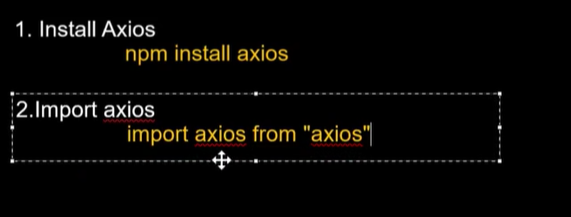 1. Install Axios
npm install axios
2.Import axios
import axios from "axios"